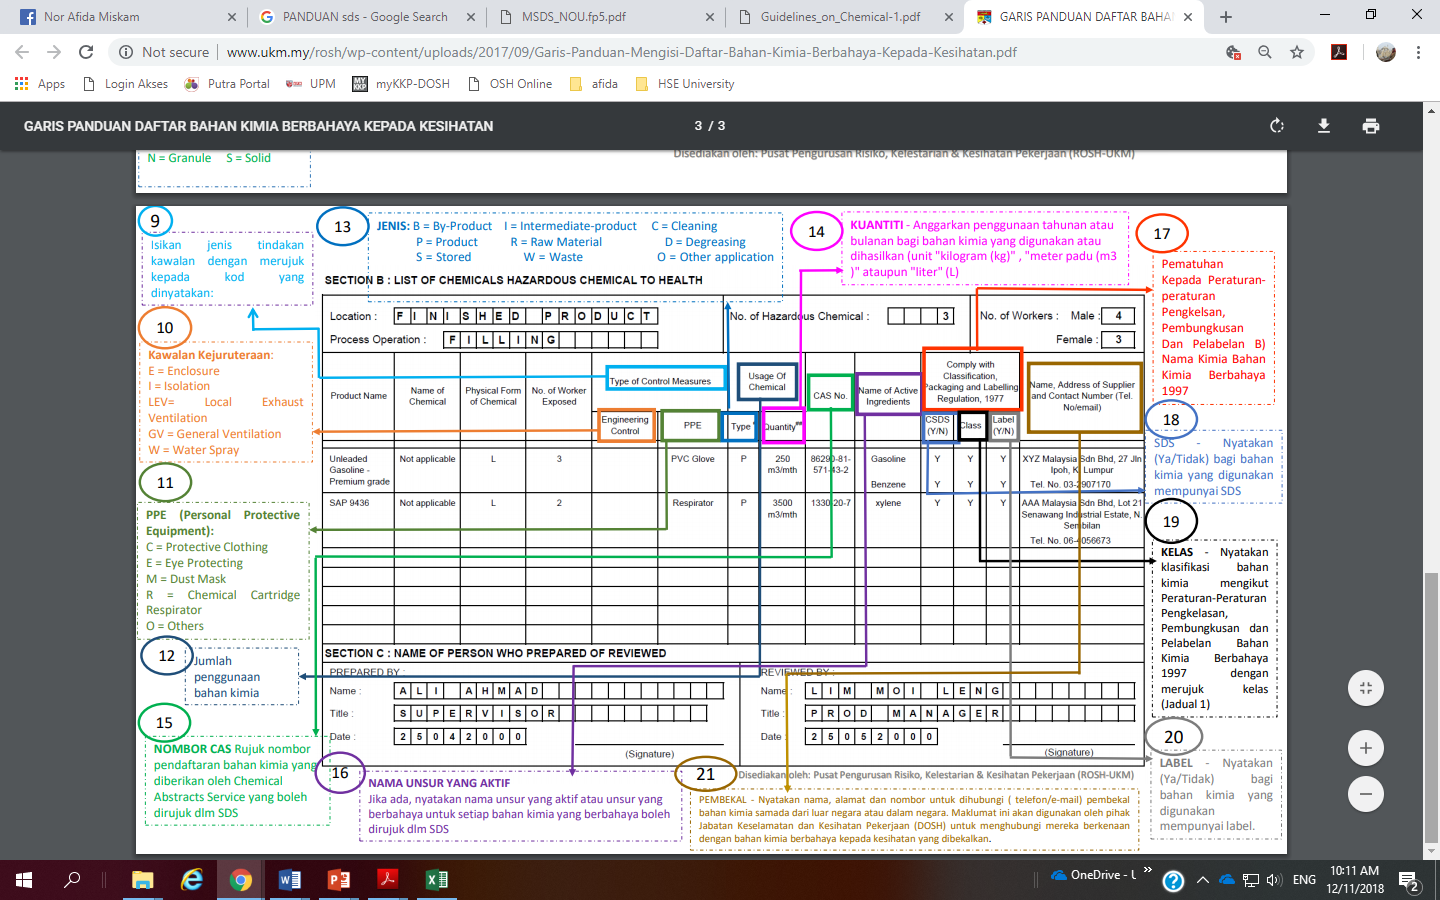 Nor Afida Miskam
PANDUAN sds - Google Search
MSDS_NOU.fp5.pdf
Guidelines_on_Chemical-1.pdf
GARIS PANDUAN DAFTAR BAHA
Not secure | www.ukm.my/rosh/wp-content/uploads/2017/09/Garis-Panduan-Mengisi-Daftar-Bahan-Kimia-Berbahaya-Kepada-Kesihatan.pdf
Apps Login Akses Putra Portal UPM myKKP-DOSH OSH Online afida HSE University
GARIS PANDUAN DAFTAR BAHAN KIMIA BERBAHAYA KEPADA KESIHATAN 3 / 3
N = Granule S = Solid
Disediakan oleh: Pusat Pengurusan Risiko, Kelestarian & Kesihatan Pekerjaan (ROSH-UKM)
9
Isikan jenis tindakan
kawalan dengan merujuk
kepada kod yang
dinyatakan:
13
JENIS: B = By-Product I = Intermediate-product C = Cleaning
P = Product R = Raw Material D = Degreasing
S = Stored W = Waste O = Other application
14
KUANTITI - Anggarkan penggunaan tahunan atau
bulanan bagi bahan kimia yang digunakan atau
dihasilkan (unit "kilogram (kg)" , "meter padu (m3
)" ataupun "liter" (L)
17
Pematuhan
Kepada Peraturan-
peraturan
Pengkelsan,
Pembungkusan
Dan Pelabelan B)
Nama Kimia Bahan
Kimia Berbahaya
1997
10
Kawalan Kejuruteraan:
E = Enclosure
I = Isolation
LEV= Local Exhaust
Ventilation
GV = General Ventilation
W = Water Spray
11
PPE (Personal Protective
Equipment):
C = Protective Clothing
E = Eye Protecting
M = Dust Mask
R = Chemical Cartridge
Respirator
O = Others
12
Jumlah
penggunaan
bahan kimia
15
NOMBOR CAS Rujuk nombor
pendaftaran bahan kimia yang
diberikan oleh Chemical
Abstracts Service yang boleh
dirujuk dlm SDS
SECTION B : LIST OF CHEMICALS HAZARDOUS CHEMICAL TO HEALTH
Location : FINISHED PRODUCT No. of Hazardous Chemical : 3 No. of Workers : Male : 4
Process Operation : FILLING Female : 3
Product Name
Name of
Chemical
Physical Form
of Chemical
No. of Worker
Exposed
Type of Control Measures
Engineering
Control
PPE
Usage Of
Chemical
Type *
Quantity##
CAS No.
Name of Active
Ingredients
Comply with
Classification,
Packaging and Labelling
Regulation, 1977
CSDS
(Y/N)
Class
Label
(Y/N)
Name, Address of Supplier
and Contact Number (Tel.
No/email)
Unleaded Not applicable L 3 PVC Glove P 250 86290-81- Gasoline Y Y Y XYZ Malaysia Sdn Bhd, 27 Jln
Gasoline - m3/mth 571-43-2 Ipoh, K. Lumpur
Premium grade Benzene Y Y Y Tel. No. 03-2907170
SAP 9436 Not applicable L 2 Respirator P 3500 1330-20-7 xylene Y Y Y AAA Malaysia Sdn Bhd, Lot 21
m3/mth Senawang Industrial Estate, N.
Sembilan
Tel. No. 06-4056673
SECTION C : NAME OF PERSON WHO PREPARED OF REVIEWED
PREPARED BY : REVIEWED BY :
Name : ALI AHMAD Name : LIM MOI LENG
Title : SUPERVISOR Title : PROD MANAGER
Date : 25042000 Date : 25052000
(Signature) (Signature)
18
SDS - Nyatakan
(Ya/Tidak) bagi bahan
kimia yang digunakan
mempunyai SDS
19
KELAS - Nyatakan
klasifikasi bahan
kimia mengikut
Peraturan-Peraturan
Pengkelasan,
Pembungkusan dan
Pelabelan Bahan
Kimia Berbahaya
1997 dengan
merujuk kelas
(Jadual 1)
20
LABEL - Nyatakan
(Ya/Tidak) bagi
bahan kimia yang
digunakan
mempunyai label.
16
NAMA UNSUR YANG AKTIF
Jika ada, nyatakan nama unsur yang aktif atau unsur yang
berbahaya untuk setiap bahan kimia yang berbahaya boleh
dirujuk dlm SDS
21
Disediakan oleh: Pusat Pengurusan Risiko, Kelestarian & Kesihatan Pekerjaan (ROSH-UKM)
PEMBEKAL - Nyatakan nama, alamat dan nombor untuk dihubungi ( telefon/e-mail) pembekal
bahan kimia samada dari luar negara atau dalam negara. Maklumat ini akan digunakan oleh pihak
Jabatan Keselamatan dan Kesihatan Pekerjaan (DOSH) untuk menghubungi mereka berkenaan
dengan bahan kimia berbahaya kepada kesihatan yang dibekalkan.
OneDrive - U
ENG
10:11 AM
12/11/2018
2